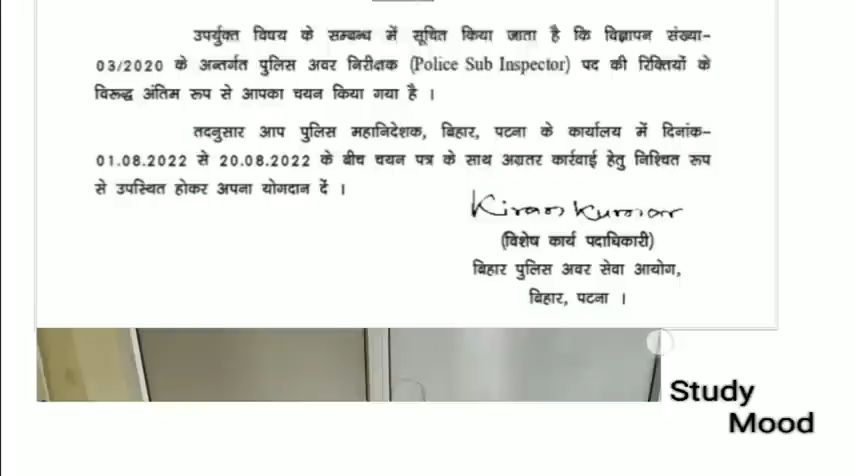 उपर्युक्त विषय के सम्बन्ध में सूचित किया जाता है कि विज्ञापन संख्या-
03/2020 के अन्तर्गत पुलिस अवर निरीक्षक (Police Sub Inspector) पद की रिक्तियों के
विरूद्ध अंतिम रूप से आपका चयन किया गया है ।
तदनुसार आप पुलिस महानिदेशक, बिहार, पटना के कार्यालय में दिनांक-
01.08.2022 से 20.08.2022 के बीच चयन पत्र के साथ अग्रतर कार्रवाई हेतु निश्चित रूप
से उपस्थित होकर अपना योगदान दें ।
Kiran Kumar
(विशेष कार्य पदाधिकारी)
बिहार पुलिस अवर सेवा आयोग,
बिहार, पटना ।
Study
Mood